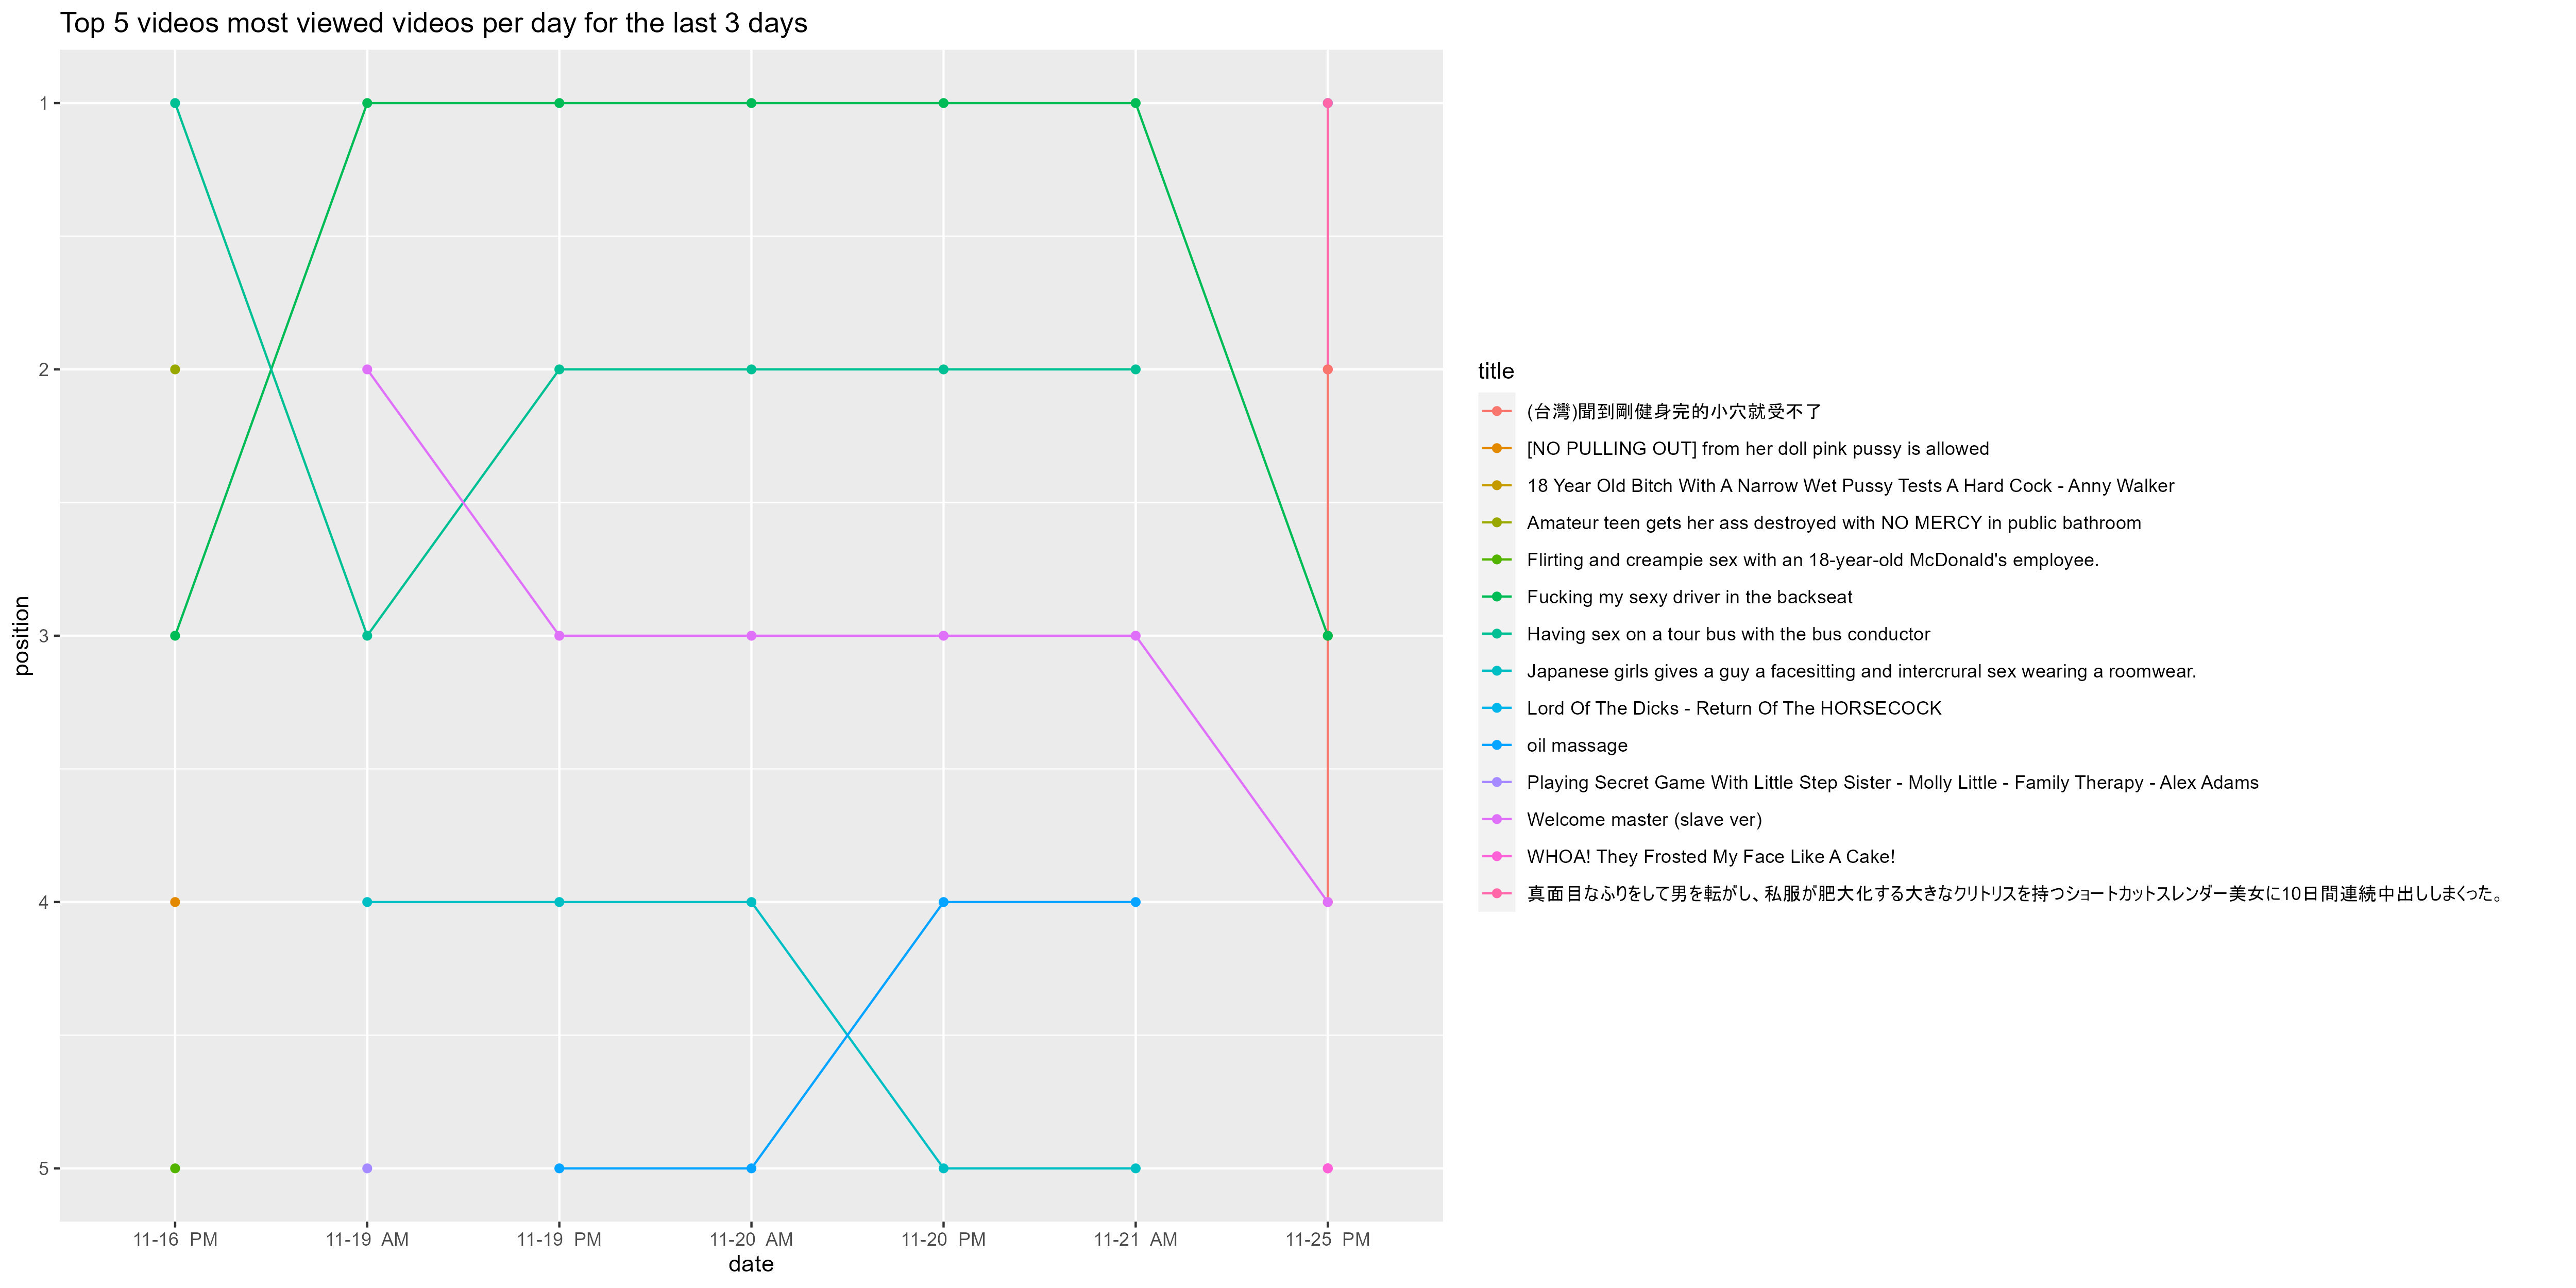 Top 5 videos most viewed videos per day for the last 3 days
position
1
2
3
4
5
11-16 PM
11-19 AM
11-19 PM
11-20 AM
11-20 PM
11-21 AM
11-25 PM
date
title
(台灣)聞到剛健身完的小穴就受不了
[NO PULLING OUT] from her doll pink pussy is allowed
18 Year Old Bitch With A Narrow Wet Pussy Tests A Hard Cock - Anny Walker
Amateur teen gets her ass destroyed with NO MERCY in public bathroom
Flirting and creampie sex with an 18-year-old McDonald's employee.
Fucking my sexy driver in the backseat
Having sex on a tour bus with the bus conductor
Japanese girls gives a guy a facesitting and intercrural sex wearing a roomwear.
Lord Of The Dicks - Return Of The HORSECOCK
oil massage
Playing Secret Game With Little Step Sister - Molly Little - Family Therapy - Alex Adams
Welcome master (slave ver)
WHOA! They Frosted My Face Like A Cake!
真面目なふりをして男を転がし、私服が肥大化する大きなクリトリスを持つショートカットスレンダー美女に10日間連続中出ししまくった。